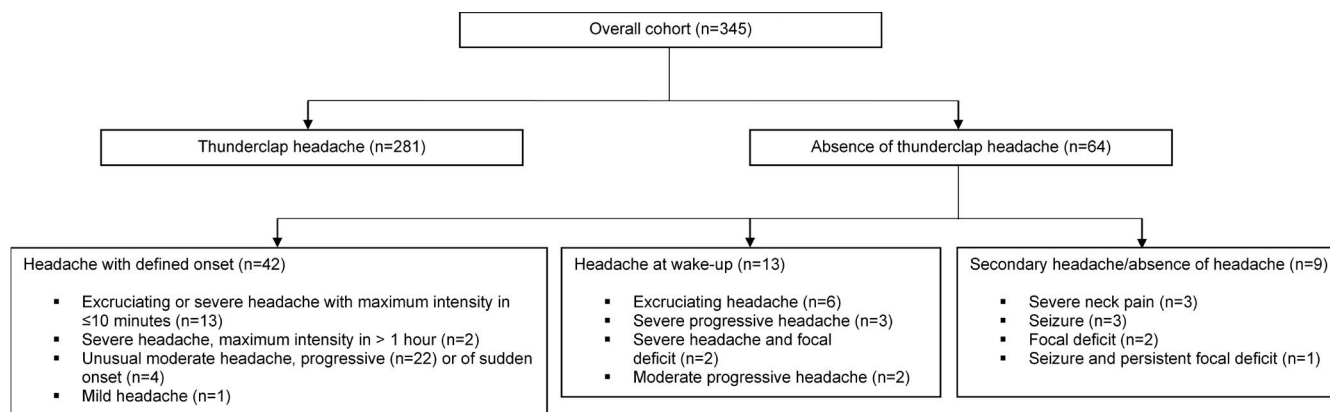 Overall cohort (n=345)
Thunderclap headache (n=281)
Absence of thunderclap headache (n=64)
Headache with defined onset (n=42)
▪ Excruciating or severe headache with maximum intensity in
≤10 minutes (n=13)
▪ Severe headache, maximum intensity in > 1 hour (n=2)
▪ Unusual moderate headache, progressive (n=22) or of sudden
onset (n=4)
▪ Mild headache (n=1)
Headache at wake-up (n=13)
▪ Excruciating headache (n=6)
▪ Severe progressive headache (n=3)
▪ Severe headache and focal
deficit (n=2)
▪ Moderate progressive headache (n=2)
Secondary headache/absence of headache (n=9)
▪ Severe neck pain (n=3)
▪ Seizure (n=3)
▪ Focal deficit (n=2)
▪ Seizure and persistent focal deficit (n=1)